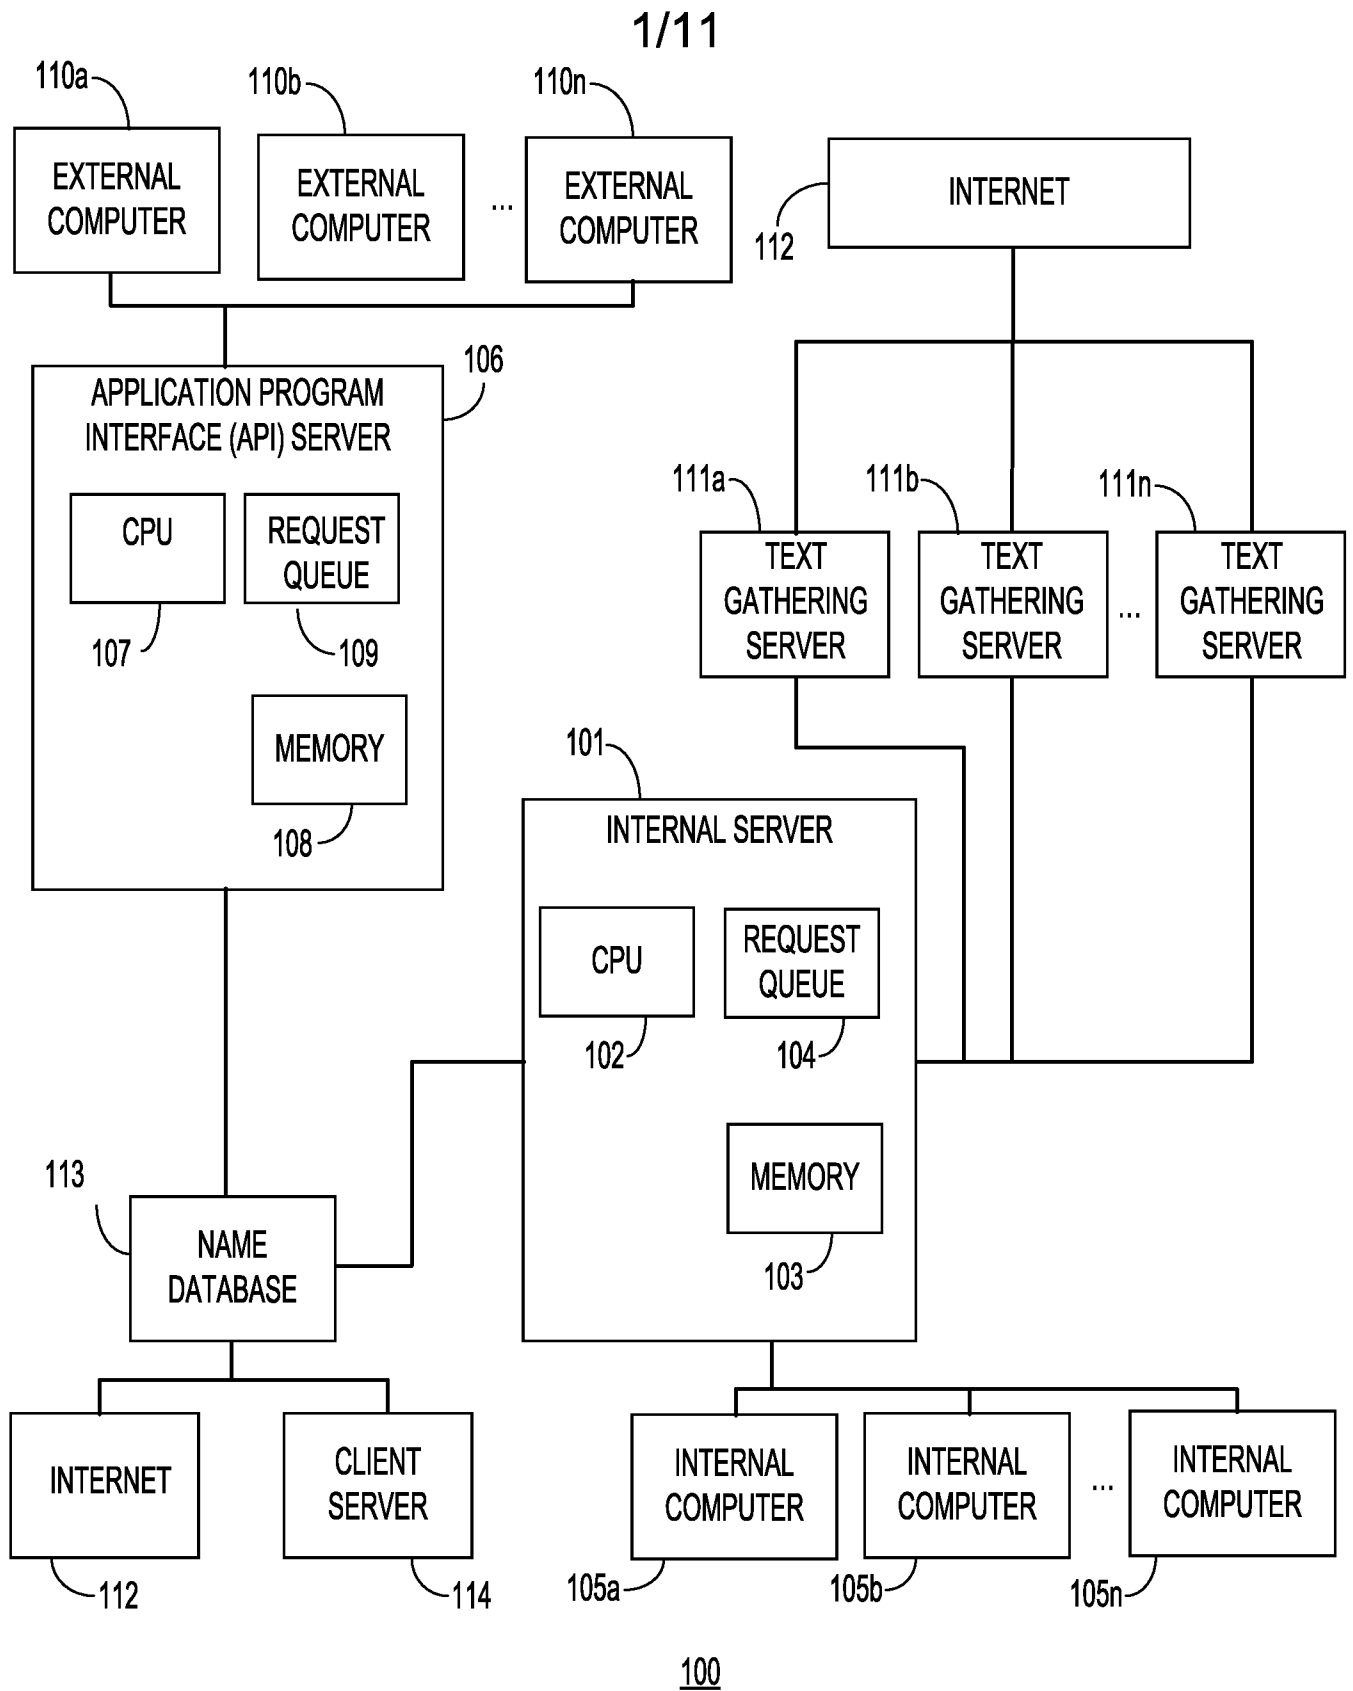 1/11
110a
110b
110n
EXTERNAL
COMPUTER
EXTERNAL
COMPUTER
...
EXTERNAL
COMPUTER
INTERNET
112
106
APPLICATION PROGRAM
INTERFACE (API) SERVER
CPU
REQUEST
QUEUE
107
109
MEMORY
108
111a
111b
111n
TEXT
GATHERING
SERVER
TEXT
GATHERING
SERVER
...
TEXT
GATHERING
SERVER
101
INTERNAL SERVER
CPU
REQUEST
QUEUE
102
104
MEMORY
103
113
NAME
DATABASE
INTERNET
CLIENT
SERVER
112
114
INTERNAL
COMPUTER
INTERNAL
COMPUTER
...
INTERNAL
COMPUTER
105a
105b
105n
100